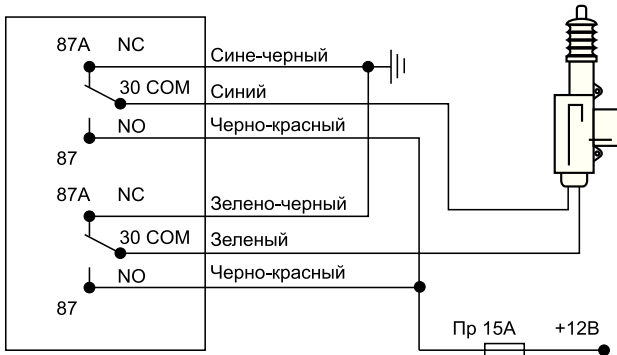 87A NC
Сине-черный
30 COM
Синий
NO
Черно-красный
87
87A NC
Зелено-черный
30 COM
Зеленый
NO
Черно-красный
87
Пр 15А +12В